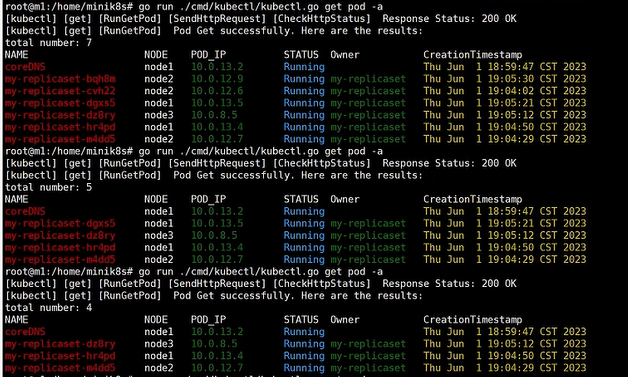 root@m1:/home/minik8s# go run ./cmd/kubectl/kubectl.go get pod -a
[kubectl] [get] [RunGetPod] [SendHttpRequest] [CheckHttpStatus]  Response Status: 200 OK
[kubectl] [get] [RunGetPod]  Pod Get successfully. Here are the results:
total number: 7
NAME NODE POD_IP STATUS Owner CreationTimestamp
coreDNS node1 10.0.13.2 Running Thu Jun  1 18:59:47 CST 2023
my-replicaset-bqh8m node2 10.0.12.9 Running my-replicaset Thu Jun  1 19:05:30 CST 2023
my-replicaset-cvh22 node2 10.0.12.6 Running my-replicaset Thu Jun  1 19:04:02 CST 2023
my-replicaset-dgxs5 node1 10.0.13.5 Running my-replicaset Thu Jun  1 19:05:21 CST 2023
my-replicaset-dz8ry node3 10.0.8.5 Running my-replicaset Thu Jun  1 19:05:12 CST 2023
my-replicaset-hr4pd node1 10.0.13.4 Running my-replicaset Thu Jun  1 19:04:50 CST 2023
my-replicaset-m4dd5 node2 10.0.12.7 Running my-replicaset Thu Jun  1 19:04:29 CST 2023
root@m1:/home/minik8s# go run ./cmd/kubectl/kubectl.go get pod -a
[kubectl] [get] [RunGetPod] [SendHttpRequest] [CheckHttpStatus]  Response Status: 200 OK
[kubectl] [get] [RunGetPod]  Pod Get successfully. Here are the results:
total number: 5
NAME NODE POD_IP STATUS Owner CreationTimestamp
coreDNS node1 10.0.13.2 Running Thu Jun  1 18:59:47 CST 2023
my-replicaset-dgxs5 node1 10.0.13.5 Running my-replicaset Thu Jun  1 19:05:21 CST 2023
my-replicaset-dz8ry node3 10.0.8.5 Running my-replicaset Thu Jun  1 19:05:12 CST 2023
my-replicaset-hr4pd node1 10.0.13.4 Running my-replicaset Thu Jun  1 19:04:50 CST 2023
my-replicaset-m4dd5 node2 10.0.12.7 Running my-replicaset Thu Jun  1 19:04:29 CST 2023
root@m1:/home/minik8s# go run ./cmd/kubectl/kubectl.go get pod -a
[kubectl] [get] [RunGetPod] [SendHttpRequest] [CheckHttpStatus]  Response Status: 200 OK
[kubectl] [get] [RunGetPod]  Pod Get successfully. Here are the results:
total number: 4
NAME NODE POD_IP STATUS Owner CreationTimestamp
coreDNS node1 10.0.13.2 Running Thu Jun  1 18:59:47 CST 2023
my-replicaset-dz8ry node3 10.0.8.5 Running my-replicaset Thu Jun  1 19:05:12 CST 2023
my-replicaset-hr4pd node1 10.0.13.4 Running my-replicaset Thu Jun  1 19:04:50 CST 2023
my-replicaset-m4dd5 node2 10.0.12.7 Running my-replicaset Thu Jun  1 19:04:29 CST 2023